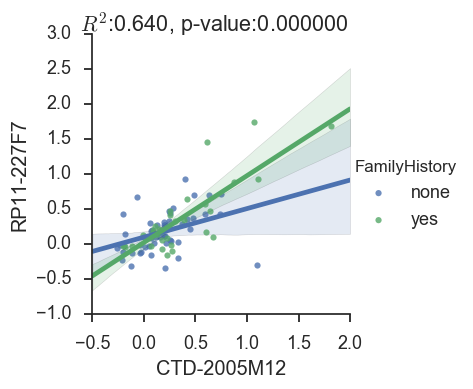 R²:0.640, p-value:0.000000
3.0
2.5
2.0
1.5
1.0
0.5
0.0
−0.5
−1.0
RP11-227F7
−0.5 0.0 0.5 1.0 1.5 2.0
CTD-2005M12
FamilyHistory
none
yes